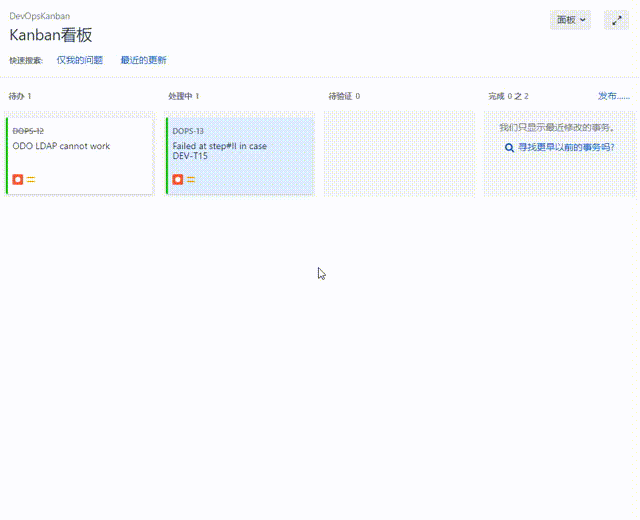 DevOpsKanban
Kanban看板
面板
快速搜索: 仅我的问题 最近的更新
待办 1
处理中 1
待验证 0
完成 0 之 2 发布......
DOPS-12
ODO LDAP cannot work
DOPS-13
Failed at step#II in case
DEV-T15
我们只显示最近修改的事务。
寻找更早以前的事务吗?